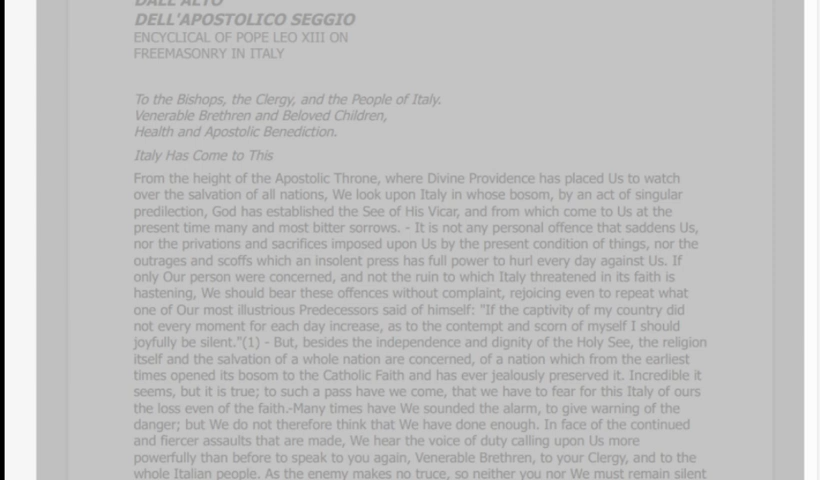 DALL'ALTO
DELL'APOSTOLICO SEGGIO
ENCYCLICAL OF POPE LEO XIII ON
FREEMASONRY IN ITALY
To the Bishops, the Clergy, and the People of Italy.
Venerable Brethren and Beloved Children,
Health and Apostolic Benediction.
Italy Has Come to This
From the height of the Apostolic Throne, where Divine Providence has placed Us to watch
over the salvation of all nations, We look upon Italy in whose bosom, by an act of singular
predilection, God has established the See of His Vicar, and from which come to Us at the
present time many and most bitter sorrows. - It is not any personal offence that saddens Us,
nor the privations and sacrifices imposed upon Us by the present condition of things, nor the
outrages and scoffs which an insolent press has full power to hurl every day against Us. If
only Our person were concerned, and not the ruin to which Italy threatened in its faith is
hastening, We should bear these offences without complaint, rejoicing even to repeat what
one of Our most illustrious Predecessors said of himself: "If the captivity of my country did
not every moment for each day increase, as to the contempt and scorn of myself I should
joyfully be silent."(1) - But, besides the independence and dignity of the Holy See, the religion
itself and the salvation of a whole nation are concerned, of a nation which from the earliest
times opened its bosom to the Catholic Faith and has ever jealously preserved it. Incredible it
seems, but it is true; to such a pass have we come, that we have to fear for this Italy of ours
the loss even of the faith.-Many times have We sounded the alarm, to give warning of the
danger; but We do not therefore think that We have done enough. In face of the continued
and fiercer assaults that are made, We hear the voice of duty calling upon Us more
powerfully than before to speak to you again, Venerable Brethren, to your Clergy, and to the
whole Italian people. As the enemy makes no truce, so neither you nor We must remain silent